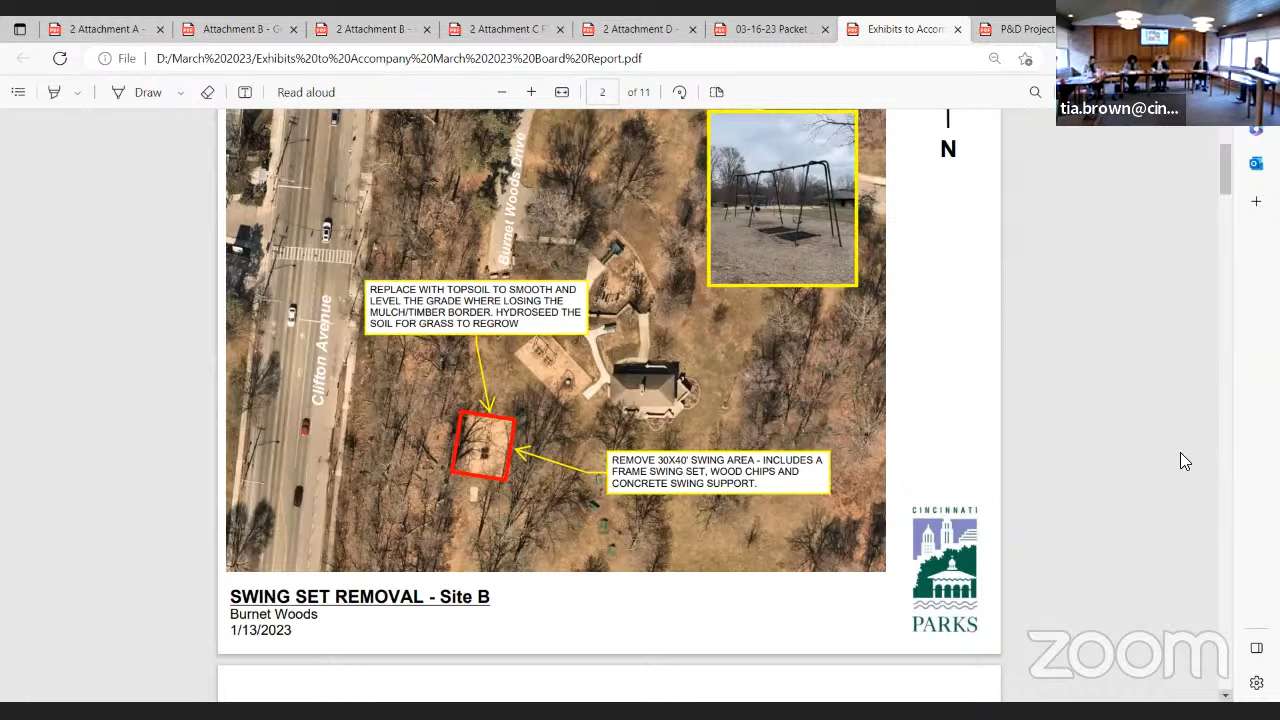 2 Attachment A -
Attachment B - G
2 Attachment B -
2 Attachment C F
2 Attachment D -
03-16-23 Packet
Exhibits to Accom
P&D Project
File
D:/March%202023/Exhibits%20to%20Accompany%20March%202023%20Board%20Report.pdf
Draw
Read aloud
2
of 11
tia.brown@cin...
N
Burnet Woods Drive
REPLACE WITH TOPSOIL TO SMOOTH AND
LEVEL THE GRADE WHERE LOSING THE
MULCH/TIMBER BORDER. HYDROSEED THE
SOIL FOR GRASS TO REGROW
Clifton Avenue
REMOVE 30X40' SWING AREA - INCLUDES A
FRAME SWING SET, WOOD CHIPS AND
CONCRETE SWING SUPPORT.
CINCINNATI
PARKS
SWING SET REMOVAL - Site B
Burnet Woods
1/13/2023
zoom